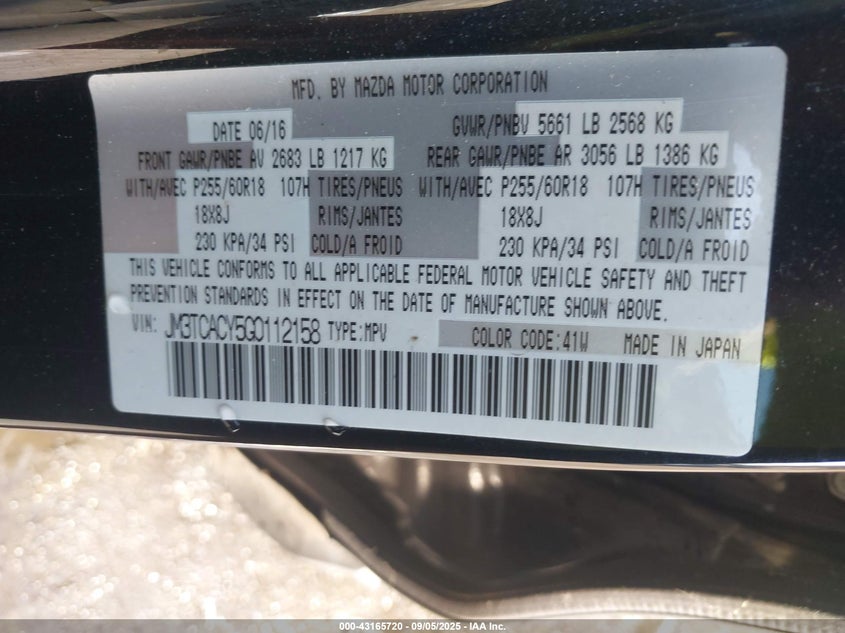 MFD. BY MAZDA MOTOR CORPORATION
DATE 06/16 GVWR/PNBV 5661 LB 2568 KG
FRONT GAWR/PNBE AV 2683 LB 1217 KG REAR GAWR/PNBE AR 3056 LB 1386 KG
WITH/AVEC P255/60R18 107H TIRES/PNEUS WITH/AVEC P255/60R18 107H TIRES/PNEUS
18X8J RIMS/JANTES 18X8J RIMS/JANTES
230 KPA/34 PSI COLD/A FROID 230 KPA/34 PSI COLD/A FROID
THIS VEHICLE CONFORMS TO ALL APPLICABLE FEDERAL MOTOR VEHICLE SAFETY AND THEFT
PREVENTION STANDARDS IN EFFECT ON THE DATE OF MANUFACTURE SHOWN ABOVE.
VIN: JM3TCACY5G0112158 TYPE:MPV COLOR CODE:41W MADE IN JAPAN
000-43165720 - 09/05/2025 - IAA Inc.